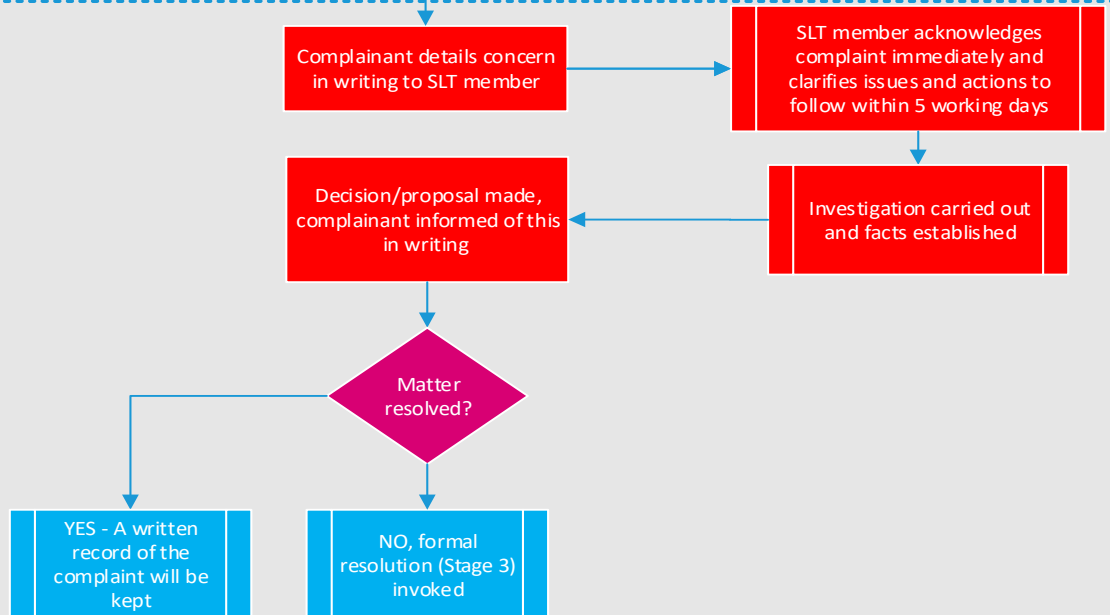 Complainant details concern
in writing to SLT member
SLT member acknowledges
complaint immediately and
clarifies issues and actions to
follow within 5 working days
Investigation carried out
and facts established
Decision/proposal made,
complainant informed of this
in writing
Matter
resolved?
YES - A written
record of the
complaint will be
kept
NO, formal
resolution (Stage 3)
invoked